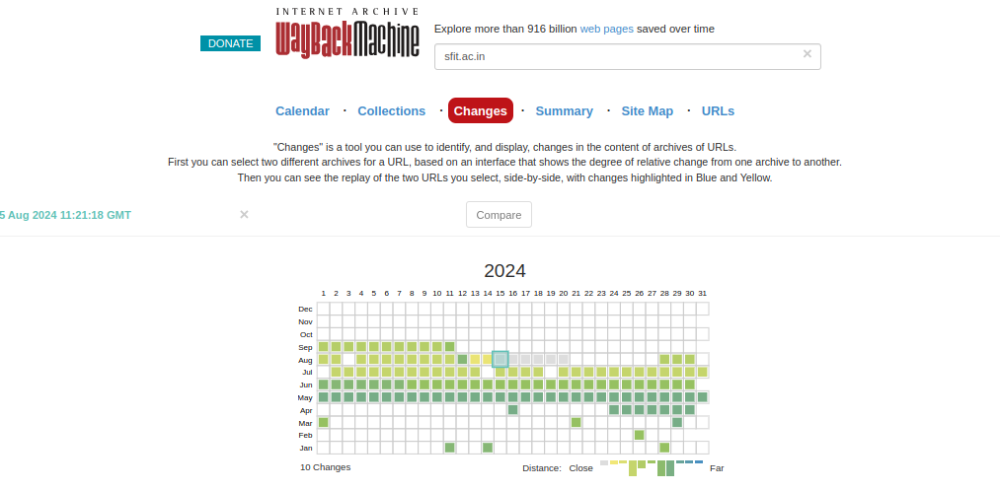 INTERNET ARCHIVE
WayBackMachine
DONATE
Explore more than 916 billion web pages saved over time
sfit.ac.in ×
Calendar · Collections · Changes · Summary · Site Map · URLs
"Changes" is a tool you can use to identify, and display, changes in the content of archives of URLs.
First you can select two different archives for a URL, based on an interface that shows the degree of relative change from one archive to another.
Then you can see the replay of the two URLs you select, side-by-side, with changes highlighted in Blue and Yellow.
5 Aug 2024 11:21:18 GMT × Compare
2024
1 2 3 4 5 6 7 8 9 10 11 12 13 14 15 16 17 18 19 20 21 22 23 24 25 26 27 28 29 30 31
Dec
Nov
Oct
Sep
Aug
Jul
Jun
May
Apr
Mar
Feb
Jan
10 Changes Distance: Close Far